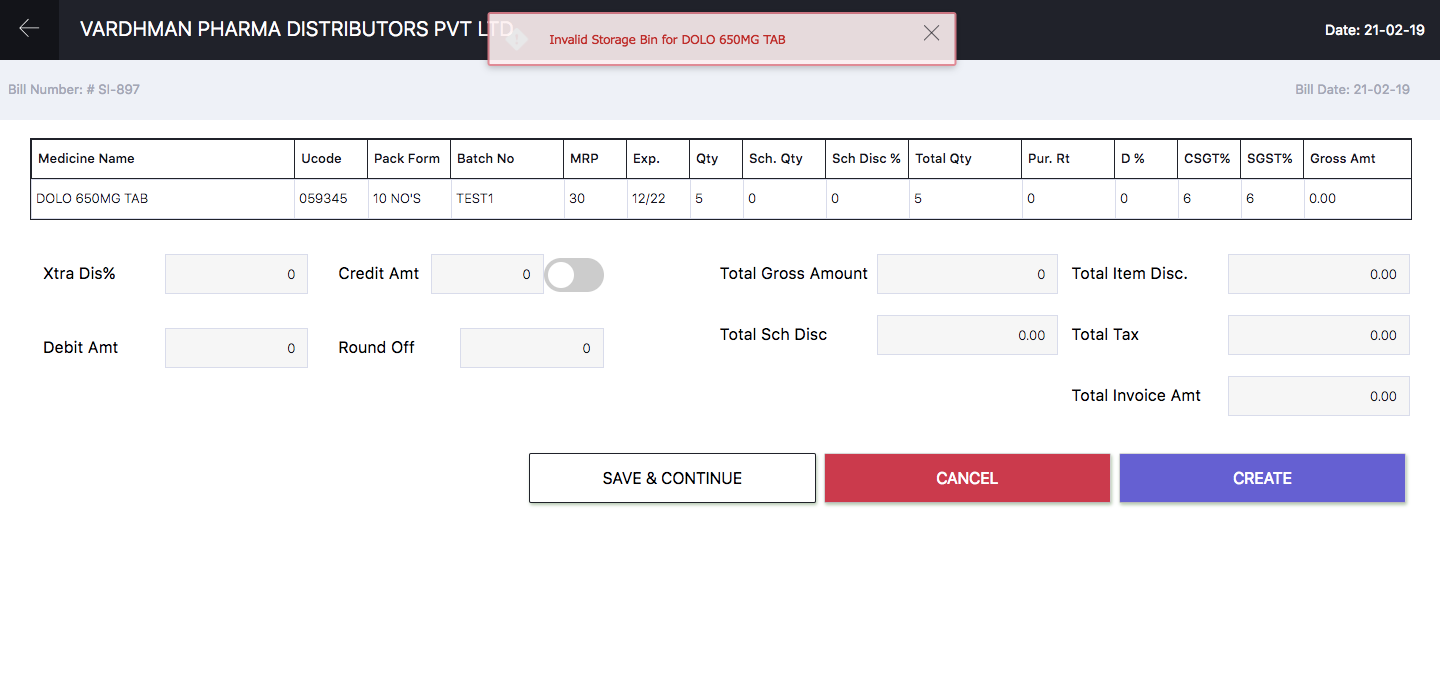 VARDHMAN PHARMA DISTRIBUTORS PVT LTD
Invalid Storage Bin for DOLO 650MG TAB
Date: 21-02-19
Bill Number: # SI-897
Bill Date: 21-02-19
Medicine Name Ucode Pack Form Batch No MRP Exp. Qty Sch. Qty Sch Disc % Total Qty Pur. Rt D % CSGT% SGST% Gross Amt
DOLO 650MG TAB 059345 10 NO'S TEST1 30 12/22 5 0 0 5 0 0 6 6 0.00
Xtra Dis% 0 Credit Amt 0 Total Gross Amount 0 Total Item Disc. 0.00
Total Sch Disc 0.00 Total Tax 0.00
Debit Amt 0 Round Off 0
Total Invoice Amt 0.00
SAVE & CONTINUE CANCEL CREATE